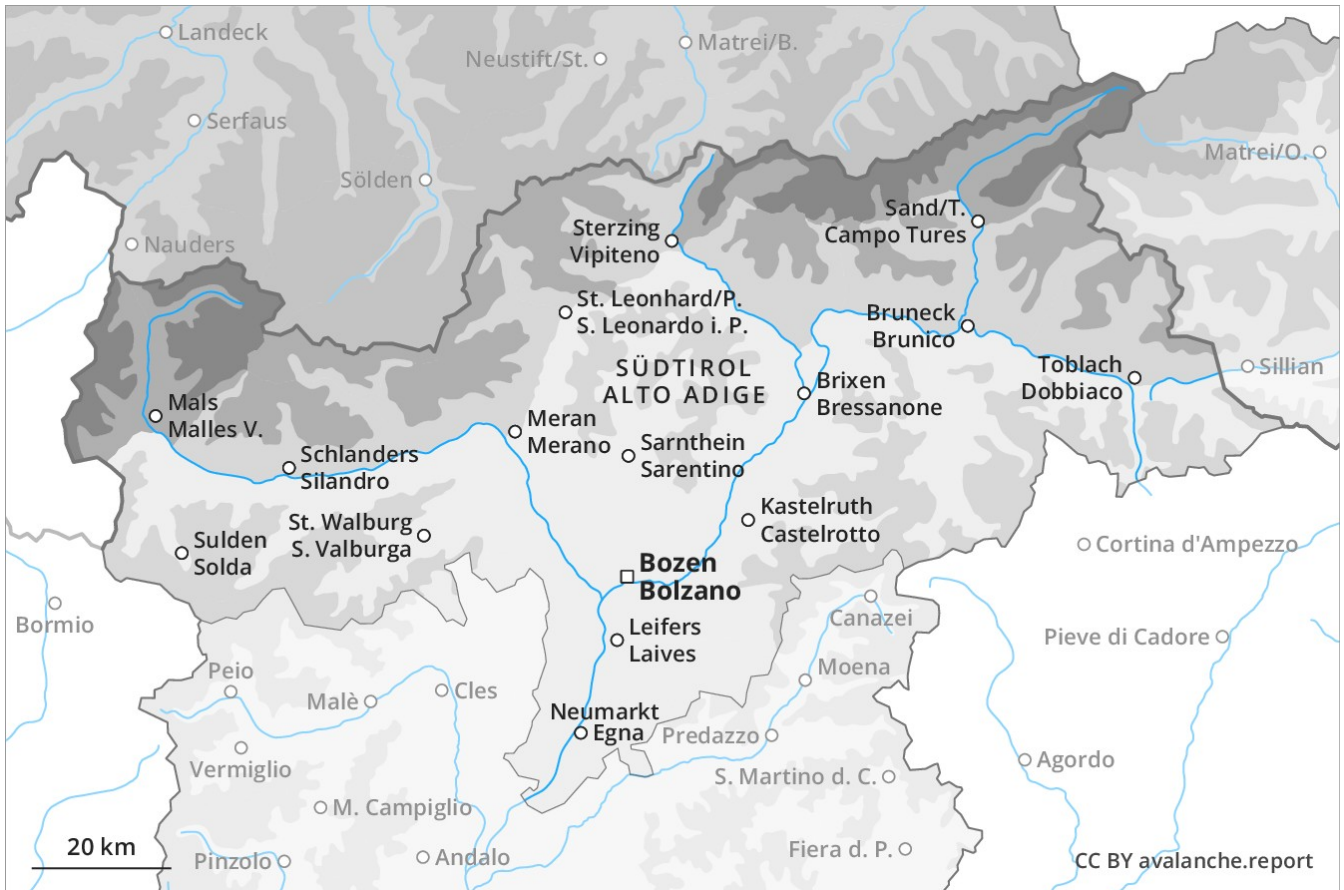 Landeck
Neustift/St.
Matrei/B.
Serfaus
Matrei/O.
Sölden
Sand/T.
Campo Tures
Sterzing
Vipiteno
Nauders
St. Leonhard/P.
S. Leonardo i. P.
Bruneck
Brunico
SÜDTIROL
ALTO ADIGE
Toblach
Dobbiaco
Sillian
Brixen
Bressanone
Mals
Malles V.
Meran
Merano
Sarnthein
Sarentino
Schlanders
Silandro
Kastelruth
Castelrotto
St. Walburg
S. Valburga
Sulden
Solda
Cortina d'Ampezzo
Bozen
Bolzano
Bormio
Canazei
Leifers
Laives
Pieve di Cadore
Peio
Moena
Malè
Cles
Neumarkt
Egna
Predazzo
Vermiglio
Agordo
S. Martino d. C.
M. Campiglio
20 km
Pinzolo
Andalo
Fiera d. P.
CC BY avalanche.report